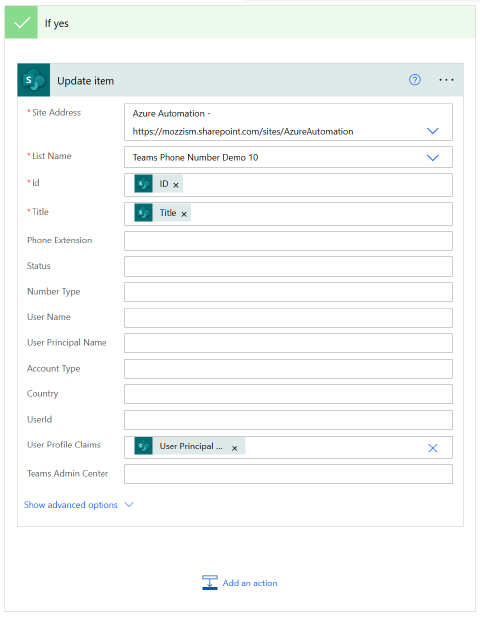 If yes
Update item
* Site Address
Azure Automation -
https://mozzism.sharepoint.com/sites/AzureAutomation
* List Name
Teams Phone Number Demo 10
* Id
ID x
* Title
Title x
Phone Extension
Status
Number Type
User Name
User Principal Name
Account Type
Country
UserId
User Profile Claims
User Principal ... x
Teams Admin Center
Show advanced options
Add an action